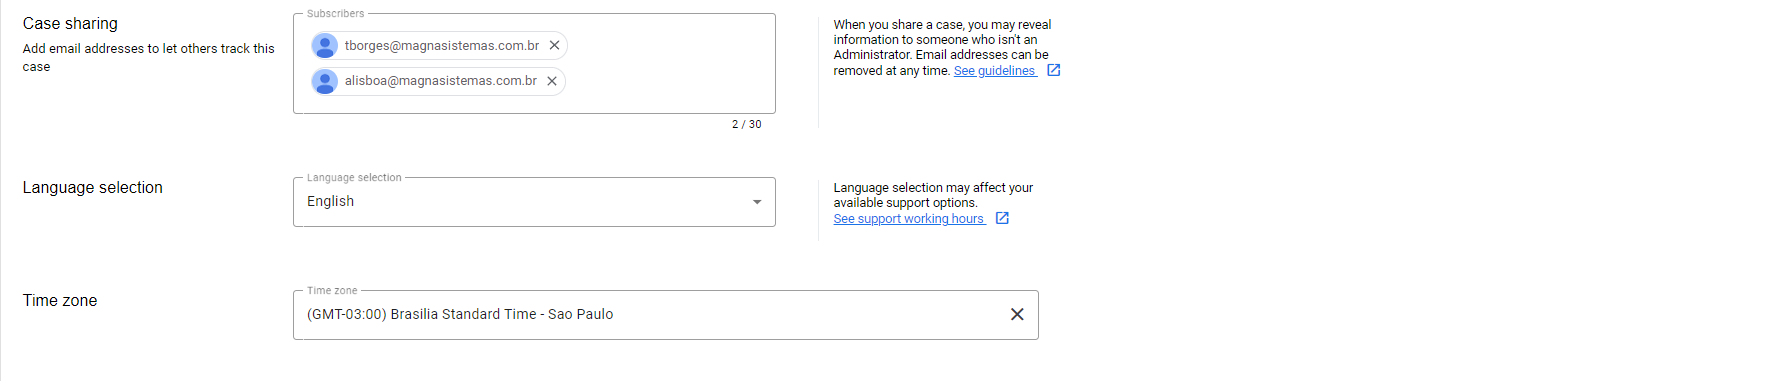 Case sharing
Add email addresses to let others track this
case
Subscribers
tborges@magnasistemas.com.br
alisboa@magnasistemas.com.br
2 / 30
When you share a case, you may reveal
information to someone who isn't an
Administrator. Email addresses can be
removed at any time. See guidelines
Language selection
Language selection
English
Language selection may affect your
available support options.
See support working hours
Time zone
Time zone
(GMT-03:00) Brasilia Standard Time - Sao Paulo